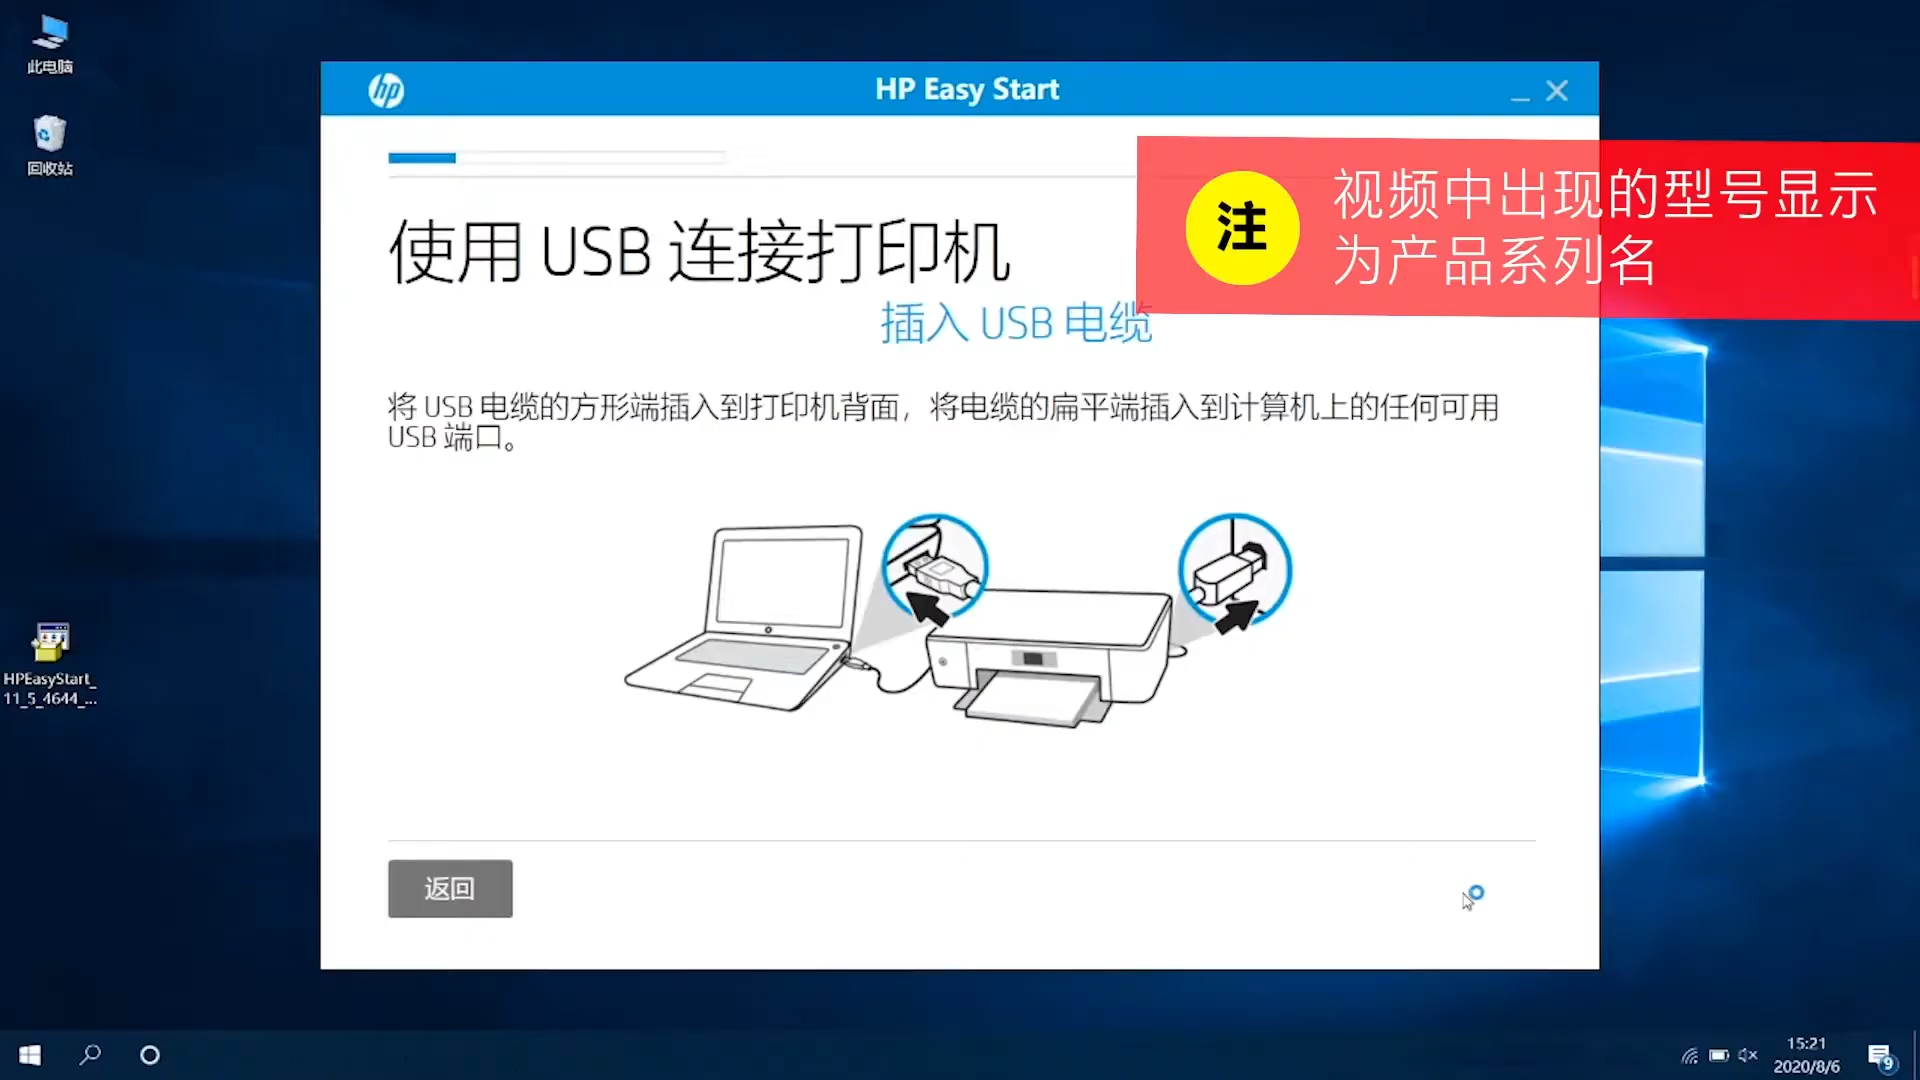 此电脑
回收站
HPEasyStart_
11_5_4644_...
hp
HP Easy Start
注
视频中出现的型号显示
为产品系列名
使用 USB 连接打印机
插入 USB 电缆
将 USB 电缆的方形端插入到打印机背面，将电缆的扁平端插入到计算机上的任何可用
USB 端口。
返回
15:21
2020/8/6
9